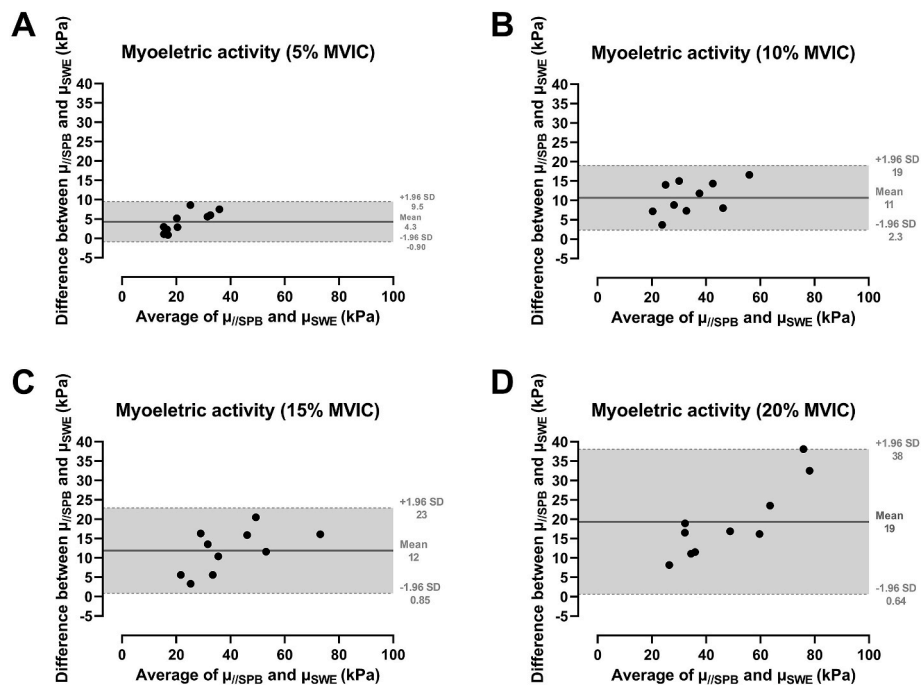 A
Myoeletric activity (5% MVIC)
Difference between μ//SPB and μSWE (kPa)
40
35
30
25
20
15
10
5
0
-5
+1.96 SD
9.5
Mean
4.3
-1.96 SD
-0.90
0 20 40 60 80 100
Average of μ//SPB and μSWE (kPa)
B
Myoeletric activity (10% MVIC)
Difference between μ//SPB and μSWE (kPa)
40
35
30
25
20
15
10
5
0
-5
+1.96 SD
19
Mean
11
-1.96 SD
2.3
0 20 40 60 80 100
Average of μ//SPB and μSWE (kPa)
C
Myoeletric activity (15% MVIC)
Difference between μ//SPB and μSWE (kPa)
40
35
30
25
20
15
10
5
0
-5
+1.96 SD
23
Mean
12
-1.96 SD
0.85
0 20 40 60 80 100
Average of μ//SPB and μSWE (kPa)
D
Myoeletric activity (20% MVIC)
Difference between μ//SPB and μSWE (kPa)
40
35
30
25
20
15
10
5
0
-5
+1.96 SD
38
Mean
19
-1.96 SD
0.64
0 20 40 60 80 100
Average of μ//SPB and μSWE (kPa)